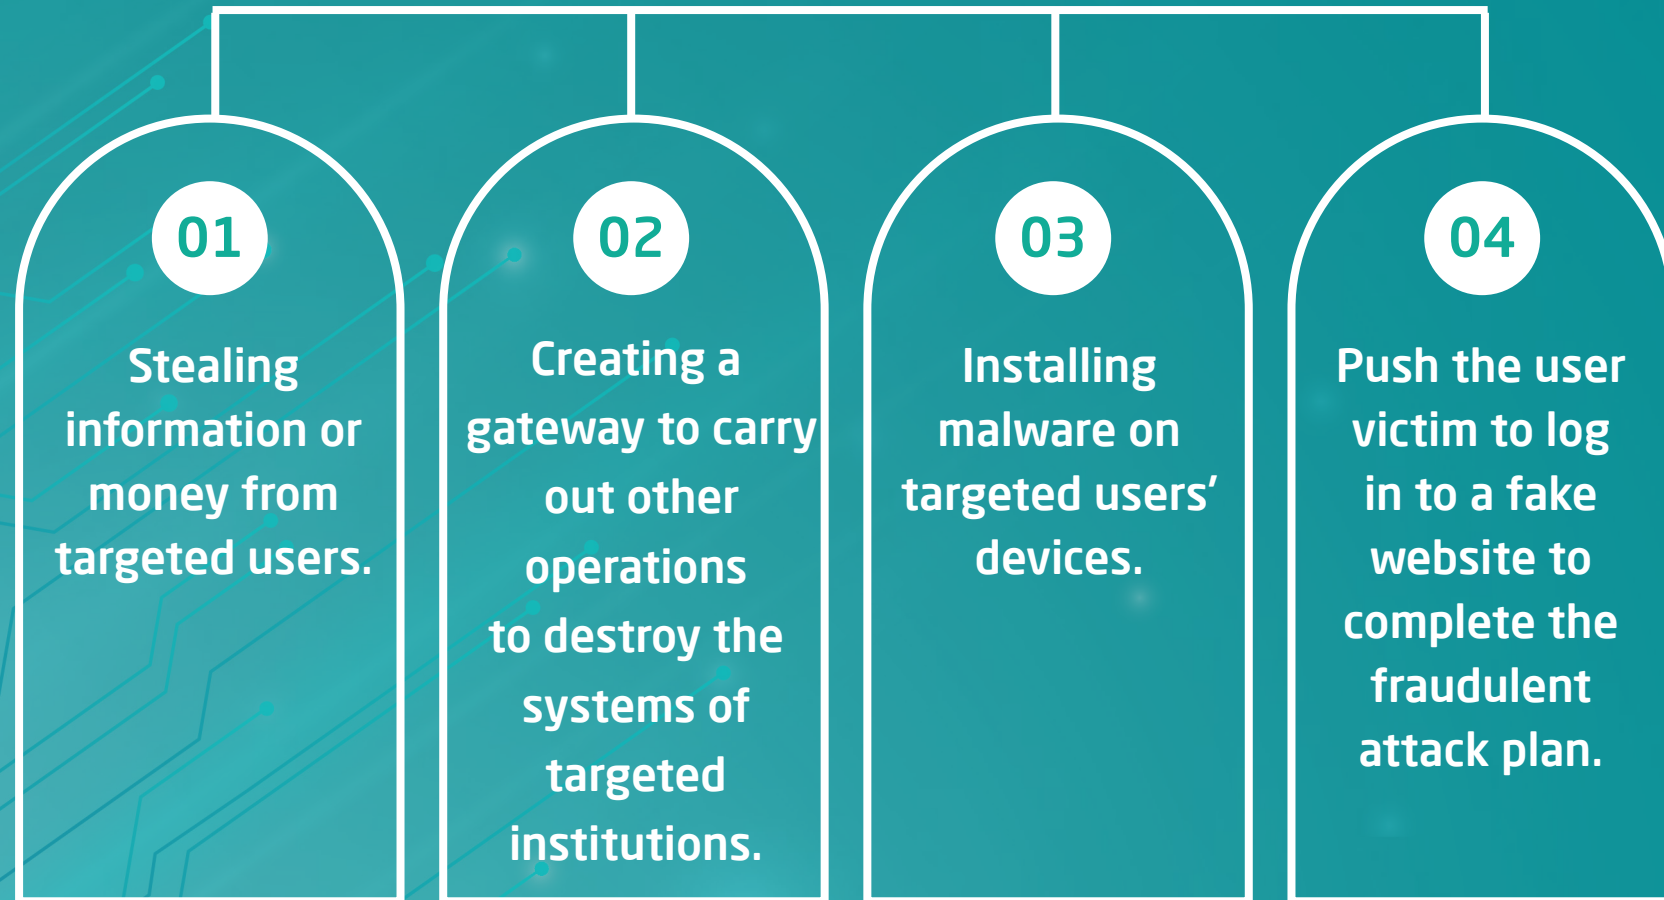 01
Stealing
information or
money from
targeted users.
02
Creating a
gateway to carry
out other
operations
to destroy the
systems of
targeted
institutions.
03
Installing
malware on
targeted users’
devices.
04
Push the user
victim to log
in to a fake
website to
complete the
fraudulent
attack plan.